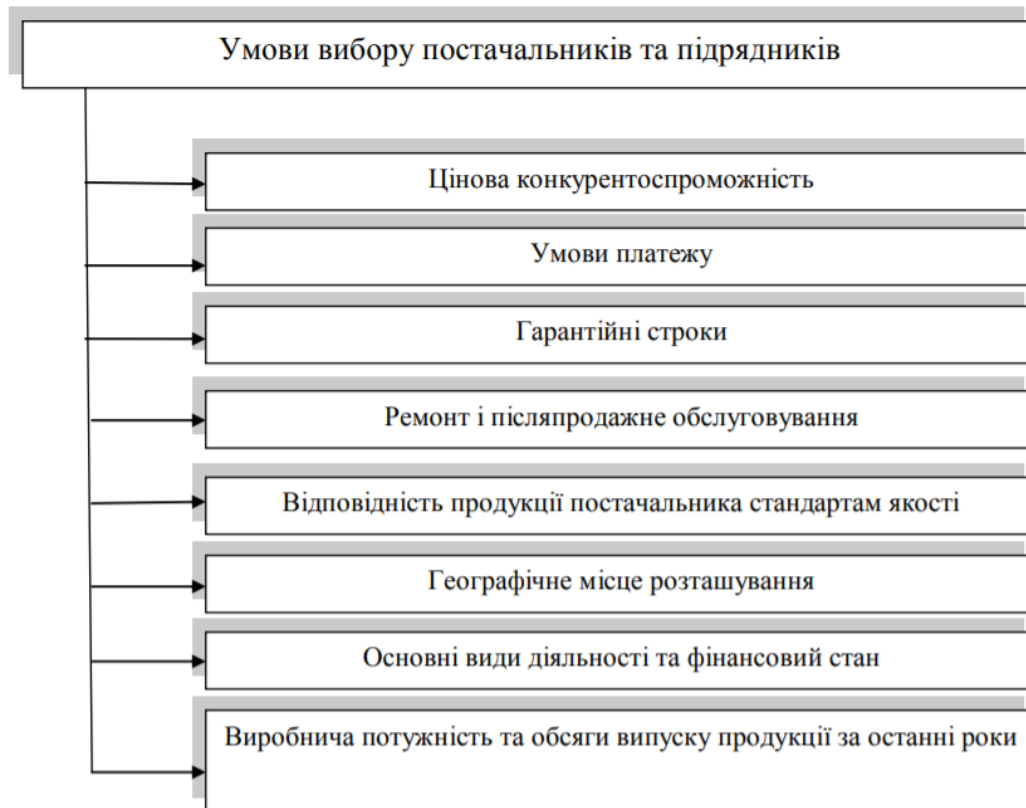 Умови вибору постачальників та підрядників
Цінова конкурентоспроможність
Умови платежу
Гарантійні строки
Ремонт і післяпродажне обслуговування
Відповідність продукції постачальника стандартам якості
Географічне місце розташування
Основні види діяльності та фінансовий стан
Виробнича потужність та обсяги випуску продукції за останні роки